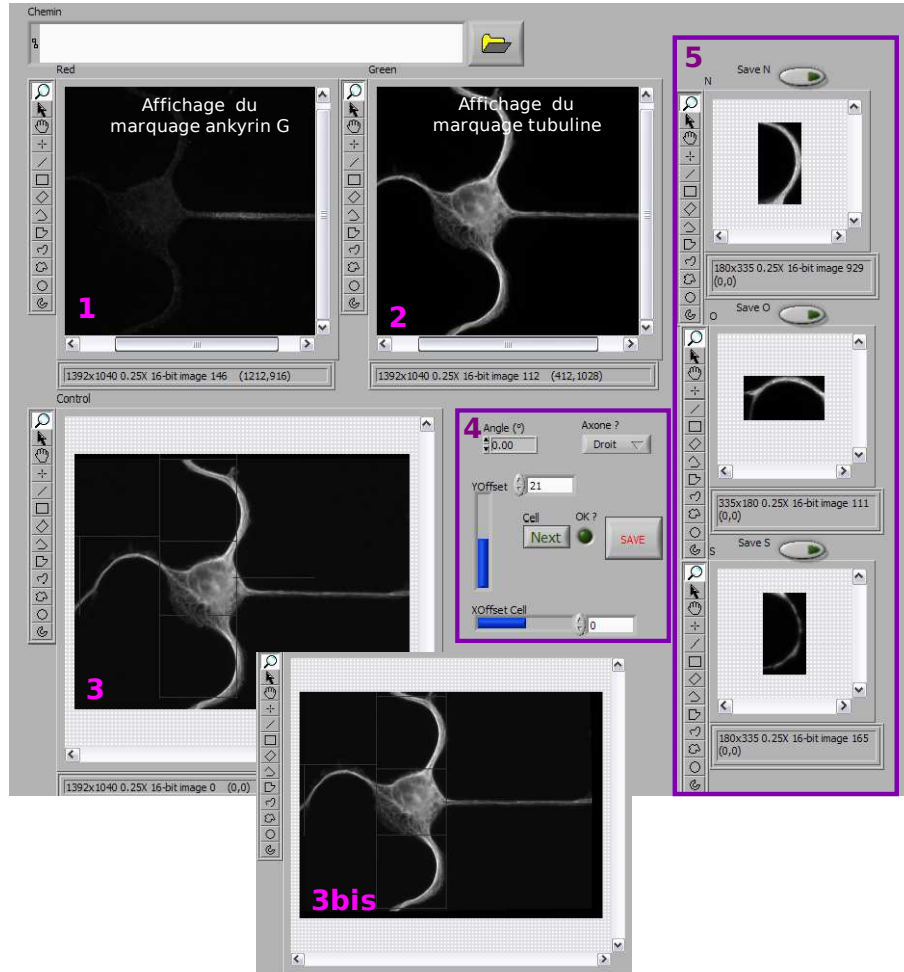 Chemin
Red
Green
Affichage du
marquage ankyrin G
1
Affichage du
marquage tubuline
2
1392x1040 0.25X 16-bit image 146 (1212,916)
1392x1040 0.25X 16-bit image 112 (412,1028)
Control
3
1392x1040 0.25X 16-bit image 0 (0,0)
3bis
4
Angle (°)
0.00
Axone ?
Droit
YOffset
21
Cell
Next
OK ?
SAVE
XOffset Cell
0
5
N
Save N
180x335 0.25X 16-bit image 929
(0,0)
O
Save O
335x180 0.25X 16-bit image 111
(0,0)
S
Save S
180x335 0.25X 16-bit image 165
(0,0)